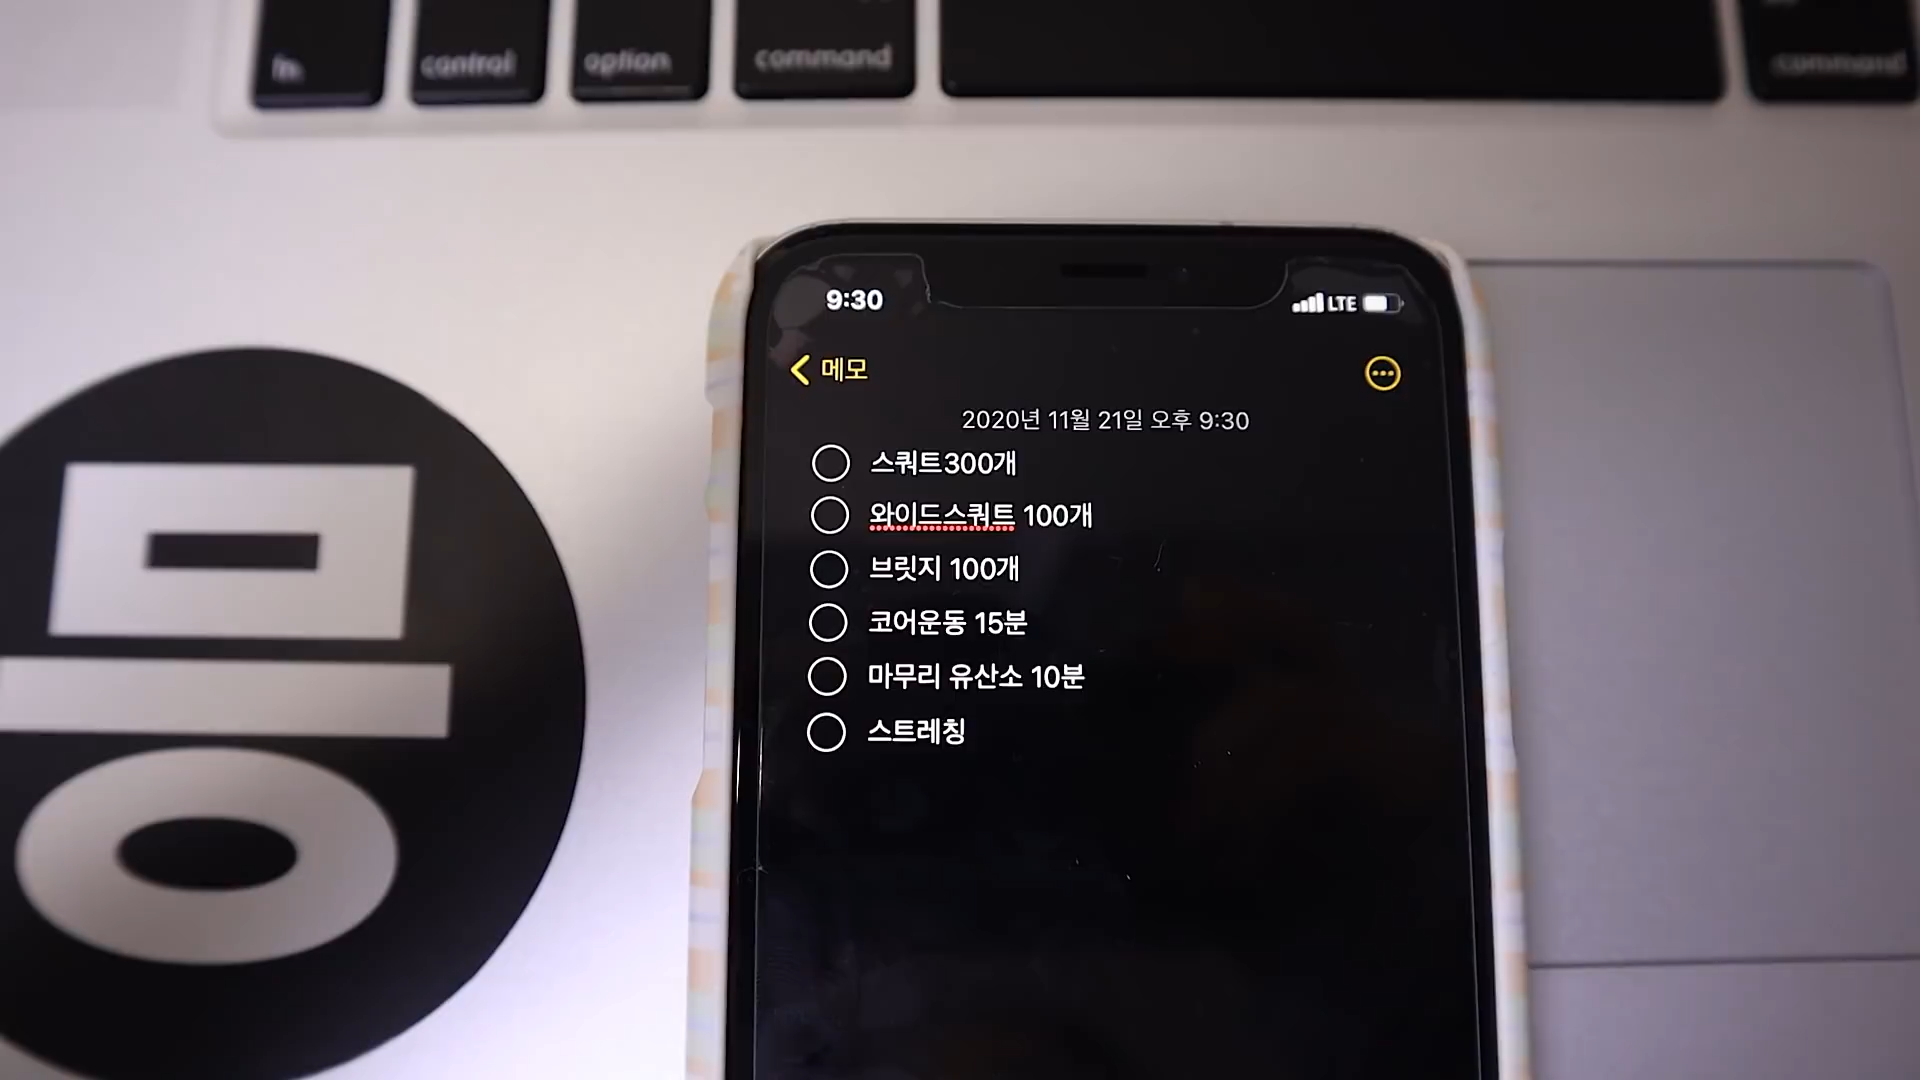 fn control option command command
9:30 LTE
메모
2020년 11월 21일 오후 9:30
스쿼트300개
와이드스쿼트 100개
브릿지 100개
코어운동 15분
마무리 유산소 10분
스트레칭
믕